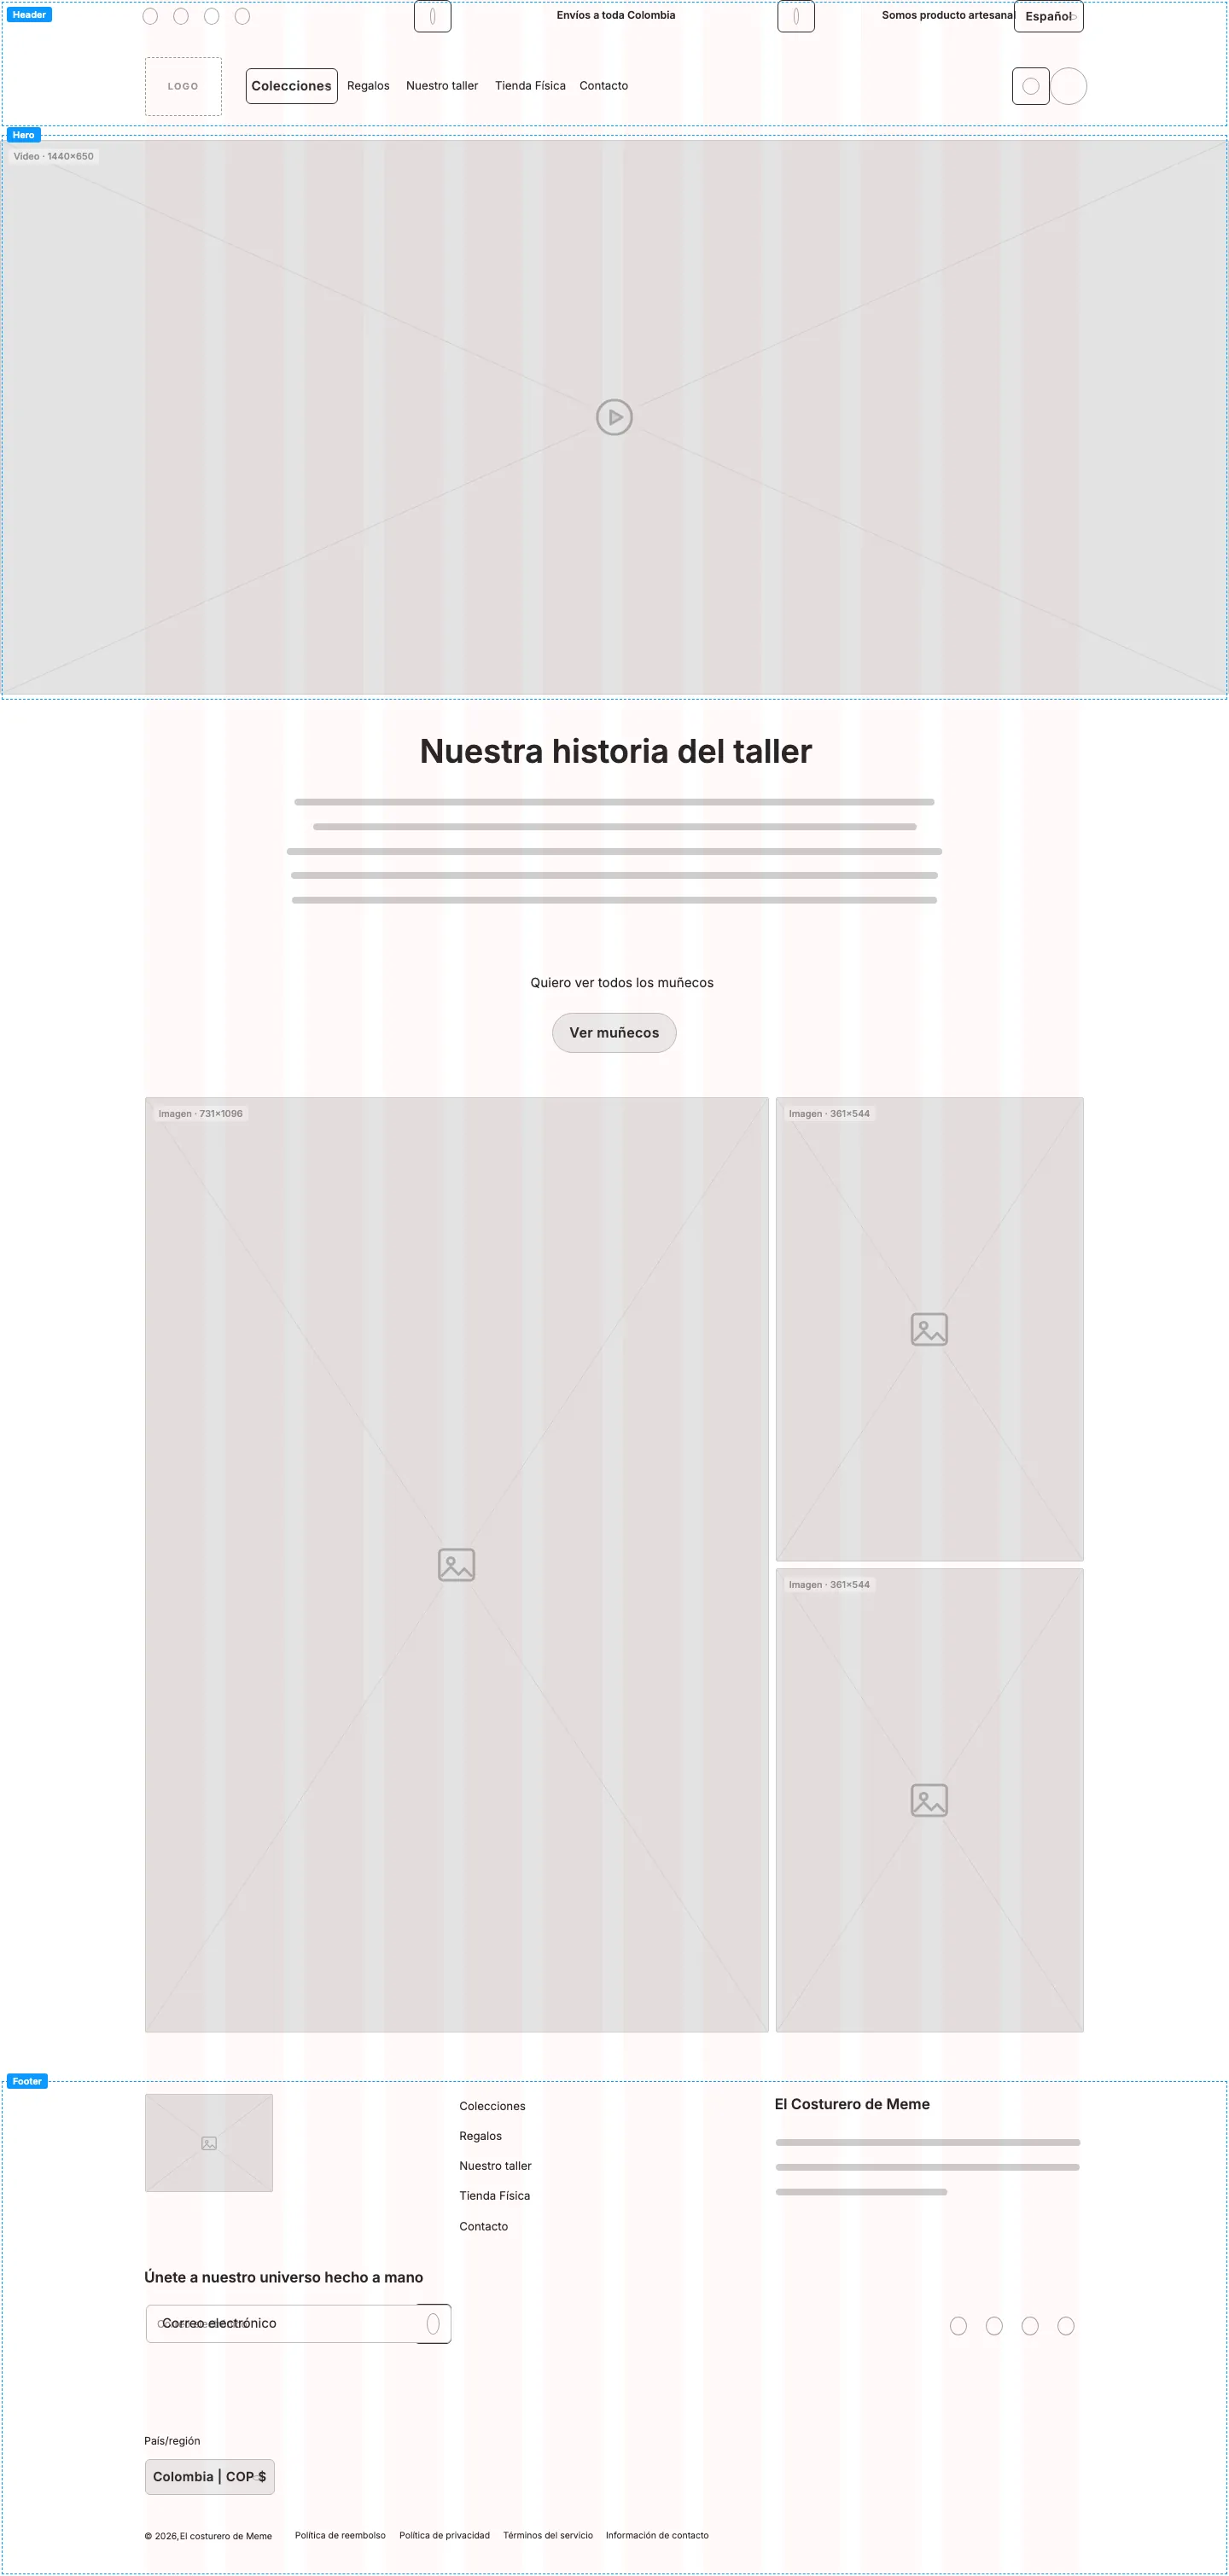 Header
Envíos a toda Colombia
Somos producto artesanal
Español
LOGO
Colecciones
Regalos
Nuestro taller
Tienda Física
Contacto
Hero
Video · 1440×650
Nuestra historia del taller
Quiero ver todos los muñecos
Ver muñecos
Imagen · 731×1096
Imagen · 361×544
Imagen · 361×544
Footer
Colecciones
Regalos
Nuestro taller
Tienda Física
Contacto
El Costurero de Meme
Únete a nuestro universo hecho a mano
Correo electrónico
País/región
Colombia | COP $
© 2026,El costurero de Meme
Política de reembolso
Política de privacidad
Términos del servicio
Información de contacto